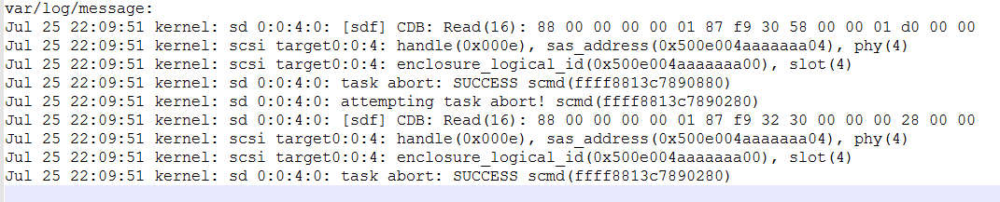 var/log/message:
Jul 25 22:09:51 kernel: sd 0:0:4:0: [sdf] CDB: Read(16): 88 00 00 00 00 01 87 f9 30 58 00 00 01 d0 00 00
Jul 25 22:09:51 kernel: scsi target0:0:4: handle(0x000e), sas_address(0x500e004aaaaaaa04), phy(4)
Jul 25 22:09:51 kernel: scsi target0:0:4: enclosure_logical_id(0x500e004aaaaaaa00), slot(4)
Jul 25 22:09:51 kernel: sd 0:0:4:0: task abort: SUCCESS scmd(ffff8813c7890880)
Jul 25 22:09:51 kernel: sd 0:0:4:0: attempting task abort! scmd(ffff8813c7890280)
Jul 25 22:09:51 kernel: sd 0:0:4:0: [sdf] CDB: Read(16): 88 00 00 00 00 01 87 f9 32 30 00 00 00 28 00 00
Jul 25 22:09:51 kernel: scsi target0:0:4: handle(0x000e), sas_address(0x500e004aaaaaaa04), phy(4)
Jul 25 22:09:51 kernel: scsi target0:0:4: enclosure_logical_id(0x500e004aaaaaaa00), slot(4)
Jul 25 22:09:51 kernel: sd 0:0:4:0: task abort: SUCCESS scmd(ffff8813c7890280)